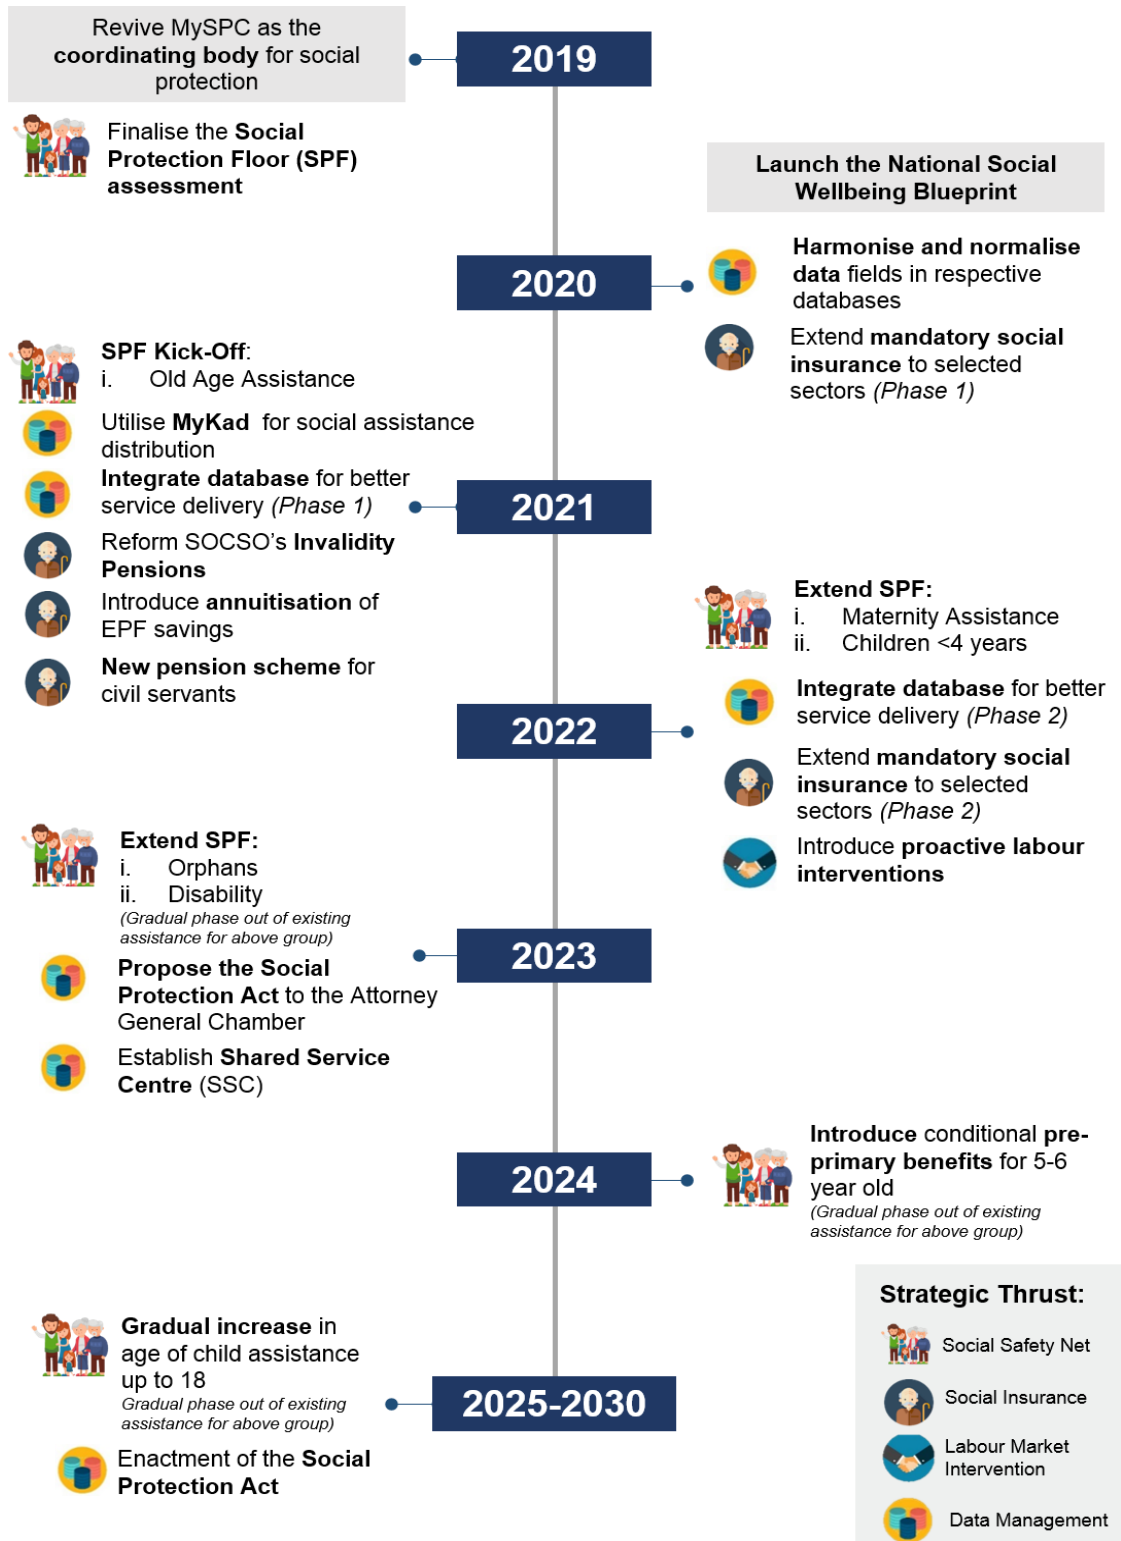 Revive MySPC as the
coordinating body for social
protection
2019
Finalise the Social
Protection Floor (SPF)
assessment
Launch the National Social
Wellbeing Blueprint
2020
Harmonise and normalise
data fields in respective
databases
Extend mandatory social
insurance to selected
sectors (Phase 1)
SPF Kick-Off:
i. Old Age Assistance
Utilise MyKad for social assistance
distribution
Integrate database for better
service delivery (Phase 1)
2021
Reform SOCSO's Invalidity
Pensions
Introduce annuitisation of
EPF savings
New pension scheme for
civil servants
Extend SPF:
i. Maternity Assistance
ii. Children <4 years
Integrate database for better
service delivery (Phase 2)
2022
Extend mandatory social
insurance to selected
sectors (Phase 2)
Introduce proactive labour
interventions
Extend SPF:
i. Orphans
ii. Disability
(Gradual phase out of existing
assistance for above group)
2023
Propose the Social
Protection Act to the Attorney
General Chamber
Establish Shared Service
Centre (SSC)
2024
Introduce conditional pre-
primary benefits for 5-6
year old
(Gradual phase out of existing
assistance for above group)
Gradual increase in
age of child assistance
up to 18
Gradual phase out of existing
assistance for above group)
2025-2030
Enactment of the Social
Protection Act
Strategic Thrust:
Social Safety Net
Social Insurance
Labour Market
Intervention
Data Management